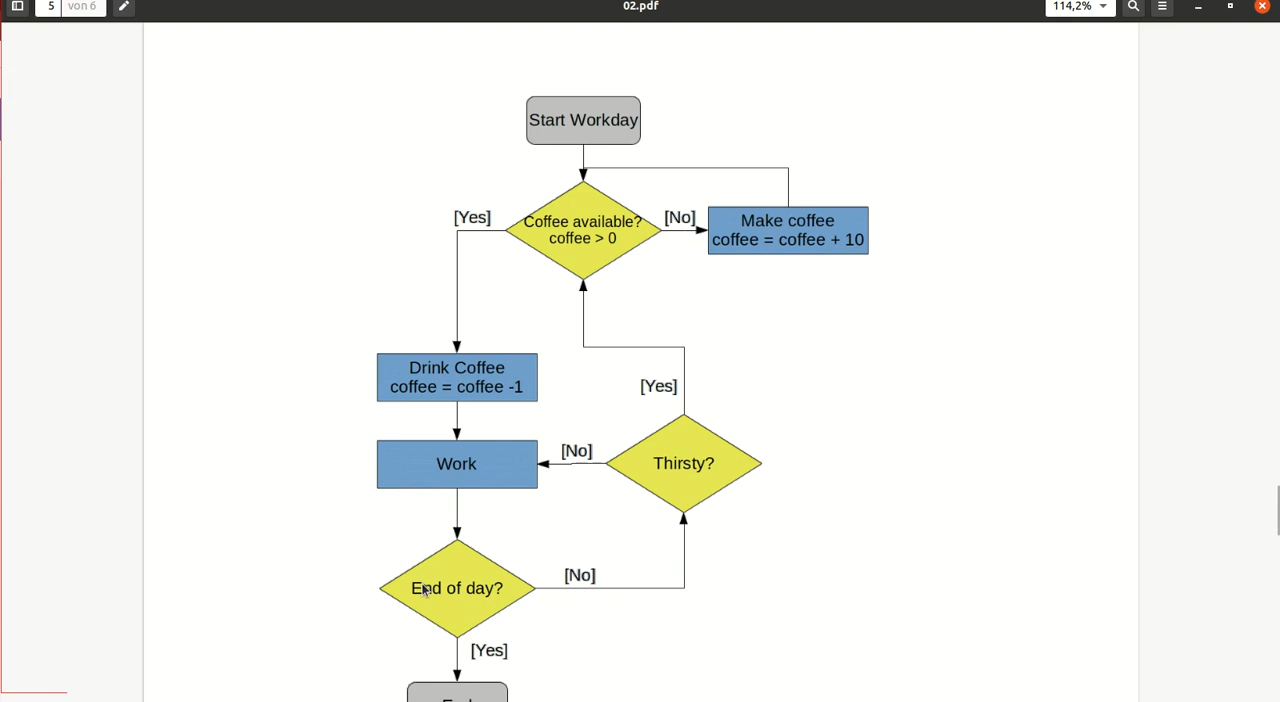 5 von 6
02.pdf
114,2%
Start Workday
[Yes]
Coffee available?
coffee > 0
[No]
Make coffee
coffee = coffee + 10
Drink Coffee
coffee = coffee -1
[Yes]
Work
[No]
Thirsty?
End of day?
[No]
[Yes]